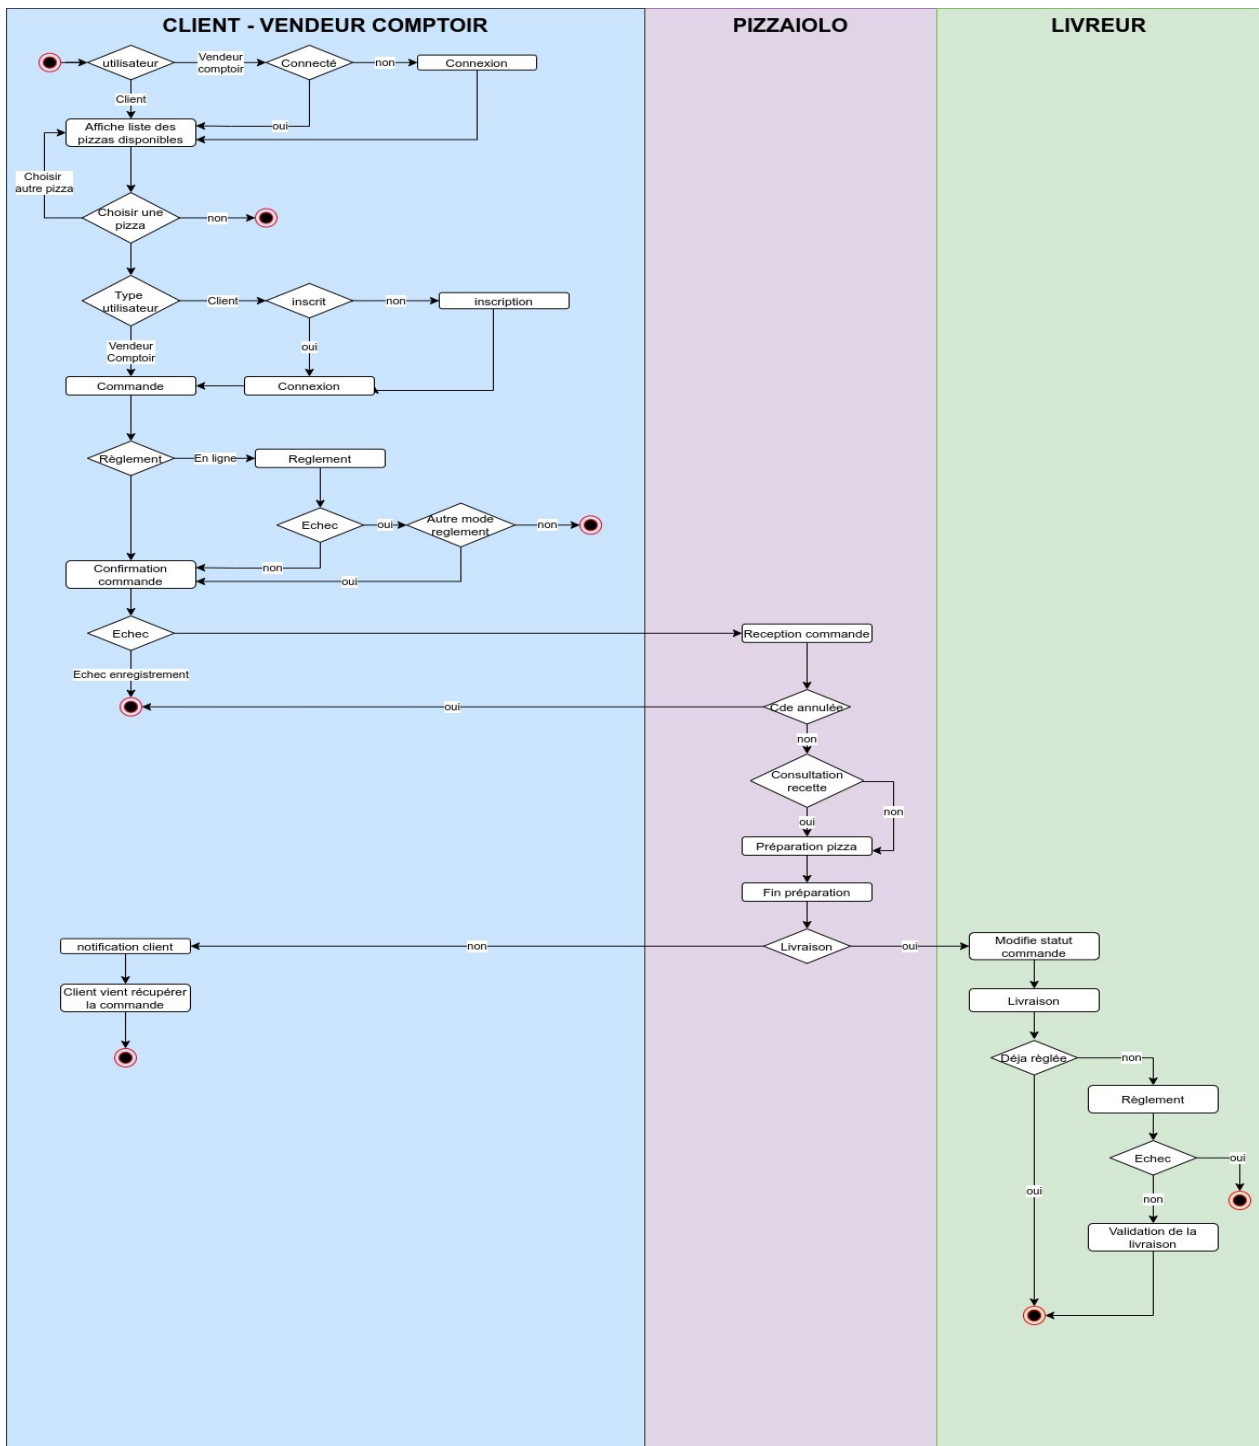 CLIENT - VENDEUR COMPTOIR
PIZZAIOLO
LIVREUR
utilisateur
Vendeur
comptoir
Connecté
non
Connexion
Client
oui
Affiche liste des
pizzas disponibles
Choisir
autre pizza
Choisir une
pizza
non
Type
utilisateur
Client
inscrit
non
inscription
Vendeur
Comptoir
oui
Commande
Connexion
Règlement
En ligne
Reglement
Echec
oui
Autre mode
reglement
non
non
oui
Confirmation
commande
Echec
Reception commande
Echec enregistrement
oui
Cde annulée
non
Consultation
recette
non
oui
Préparation pizza
Fin préparation
notification client
non
Livraison
oui
Modifie statut
commande
Client vient récupérer
la commande
Livraison
Déja règlée
non
Règlement
Echec
oui
oui
non
Validation de la
livraison